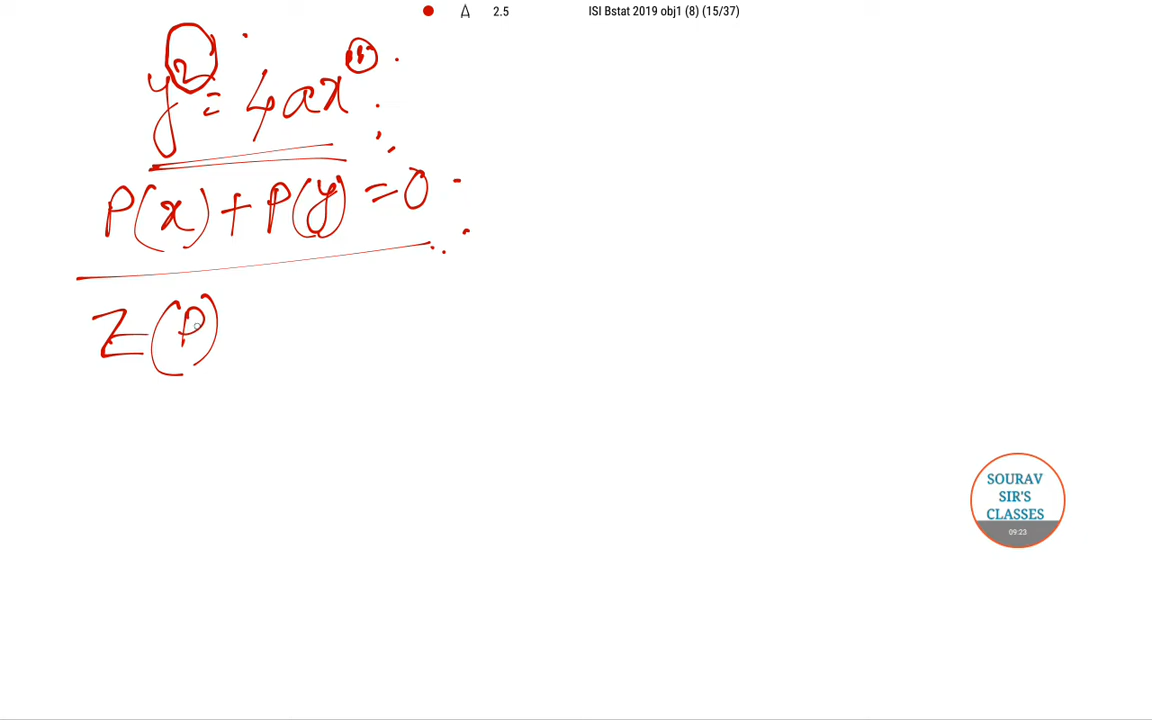 A 2.5 ISI Bstat 2019 obj1 (8) (15/37)
y² = 4ax
P(x) + P(y) = 0
Z(P)
SOURAV
SIR'S
CLASSES
09:23